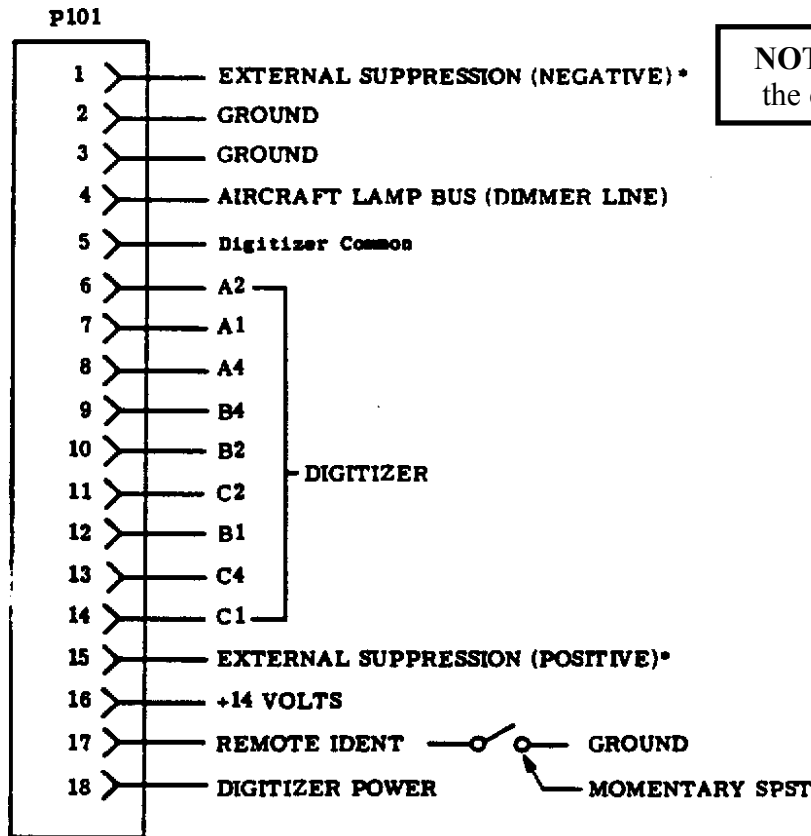 P101
NOT
the
1 EXTERNAL SUPPRESSION (NEGATIVE)*
2 GROUND
3 GROUND
4 AIRCRAFT LAMP BUS (DIMMER LINE)
5 Digitizer Common
6 A2
7 A1
8 A4
9 B4
10 B2
DIGITIZER
11 C2
12 B1
13 C4
14 C1
15 EXTERNAL SUPPRESSION (POSITIVE)*
16 +14 VOLTS
17 REMOTE IDENT GROUND
18 DIGITIZER POWER MOMENTARY SPST